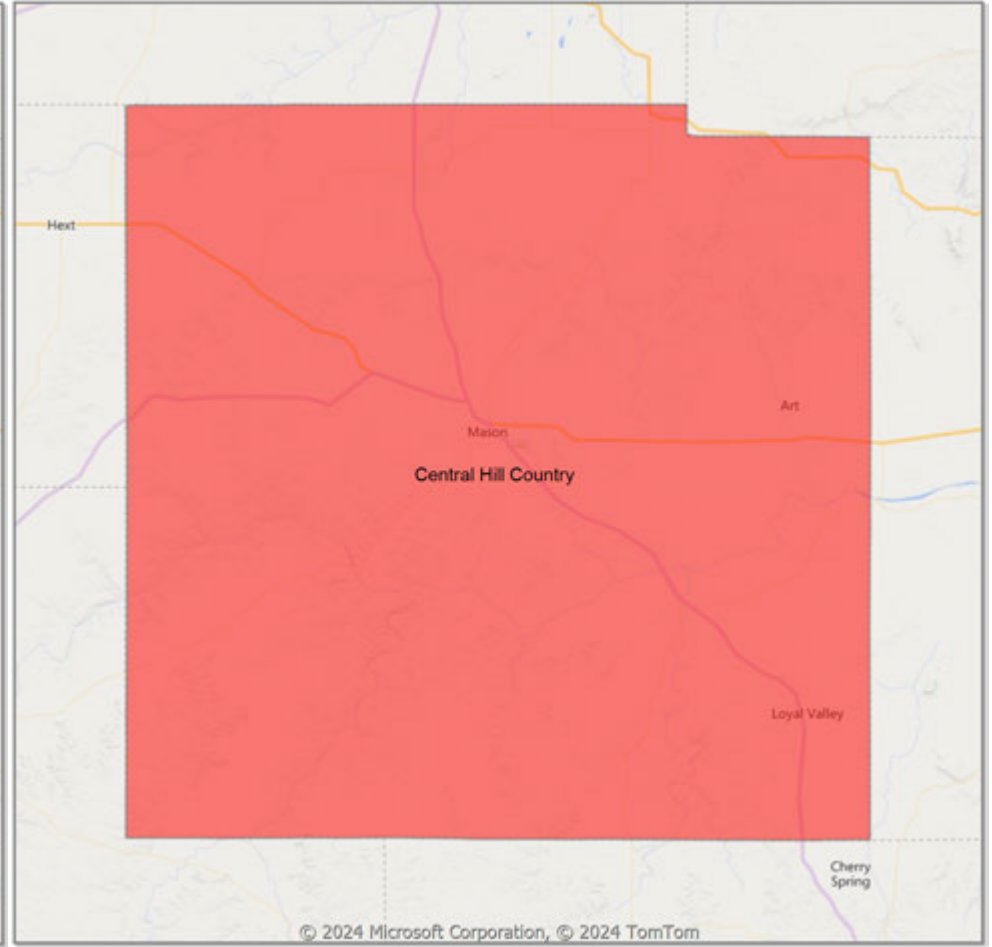 Hext
Art
Mason
Central Hill Country
Loyal Valley
Cherry
Spring
© 2024 Microsoft Corporation, © 2024 TomTom